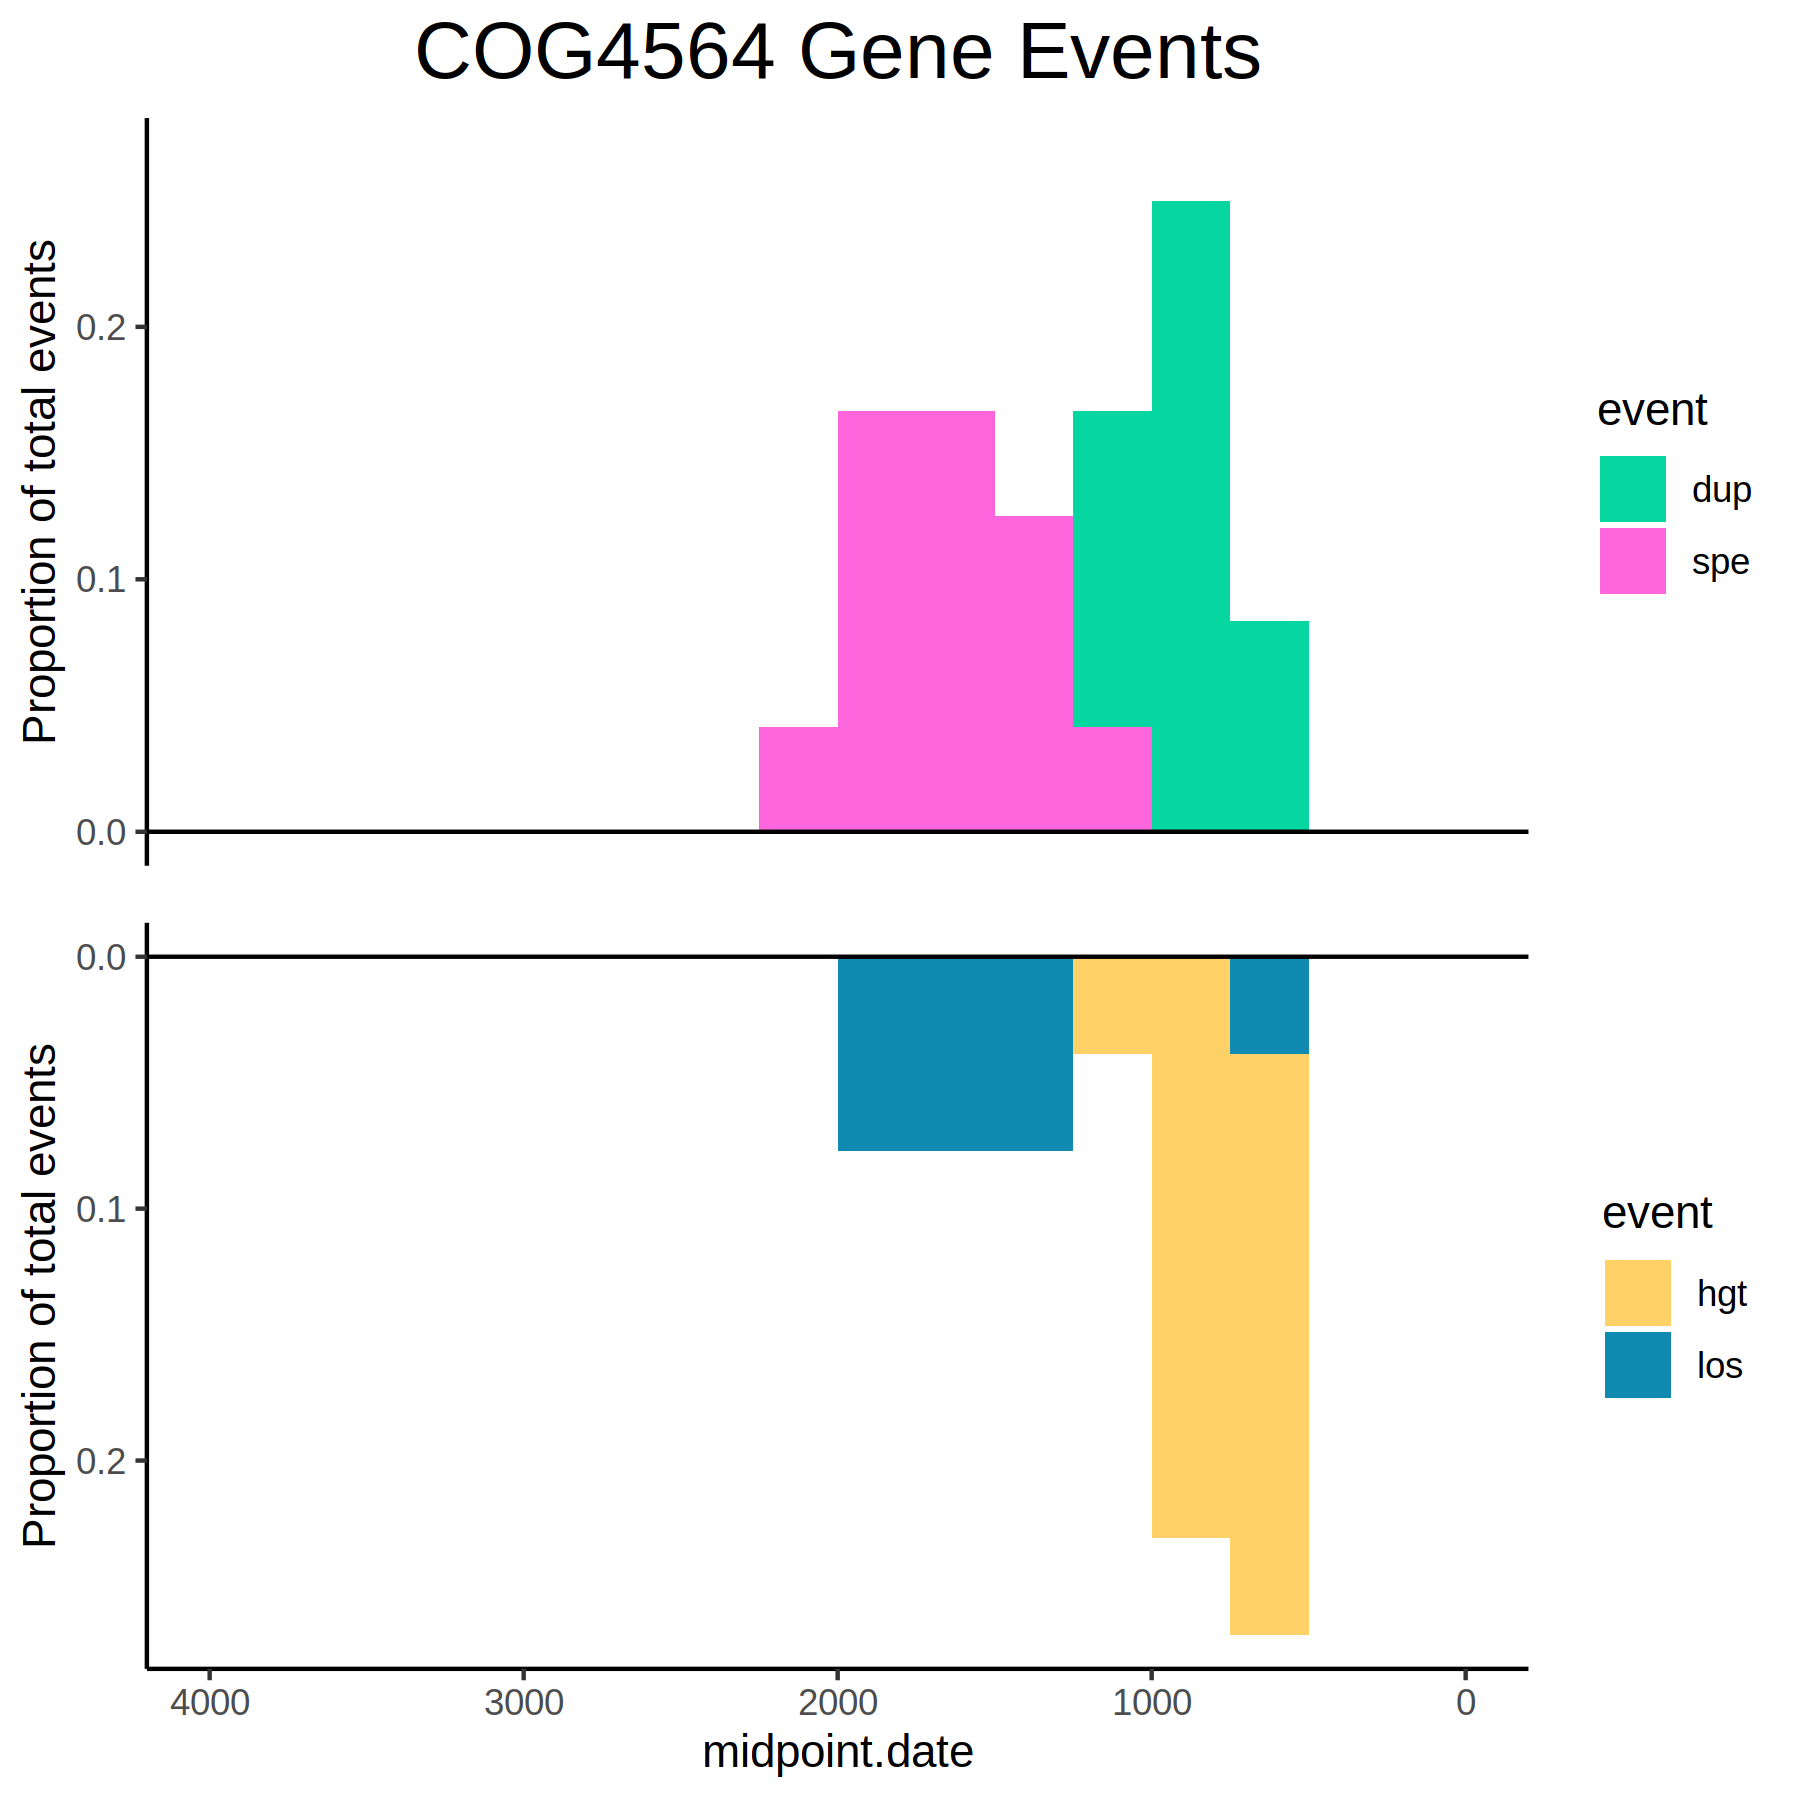 COG4564 Gene Events
Proportion of total events
0.2
0.1
0.0
event
dup
spe
Proportion of total events
0.0
0.1
0.2
event
hgt
los
4000 3000 2000 1000 0
midpoint.date